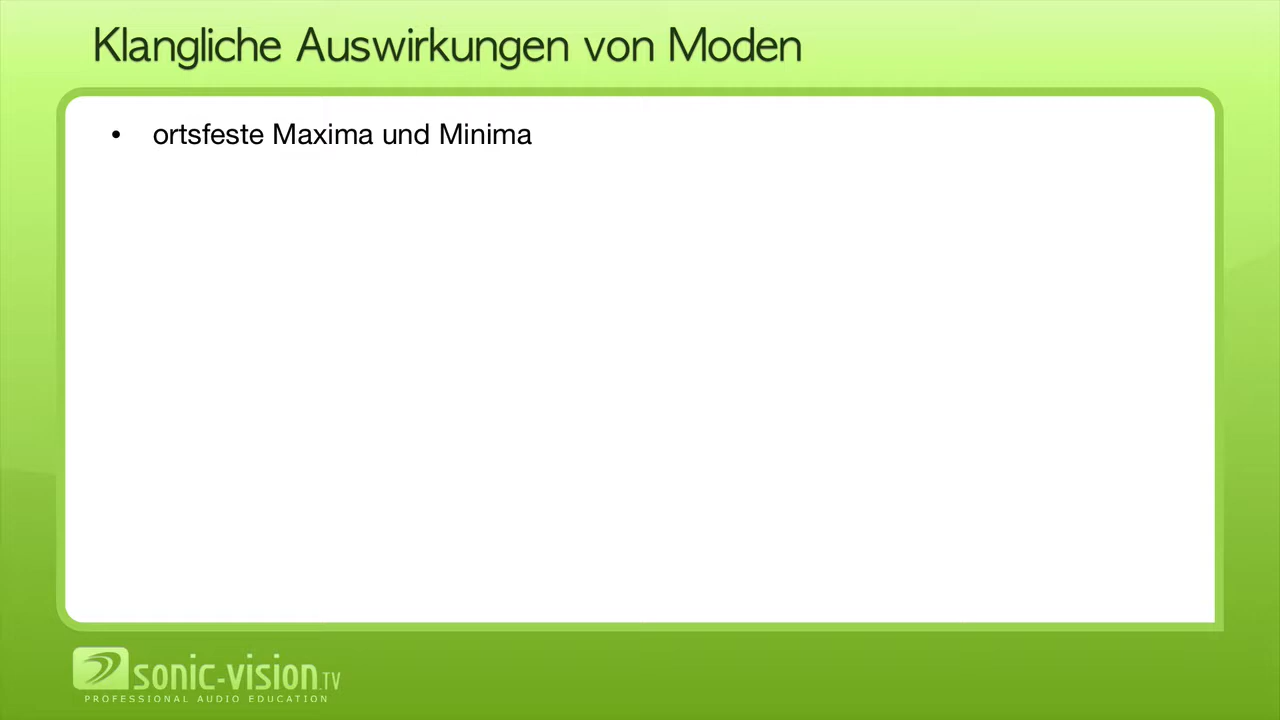 Klangliche Auswirkungen von Moden
• ortsfeste Maxima und Minima
sonic-vision.TV
PROFESSIONAL AUDIO EDUCATION